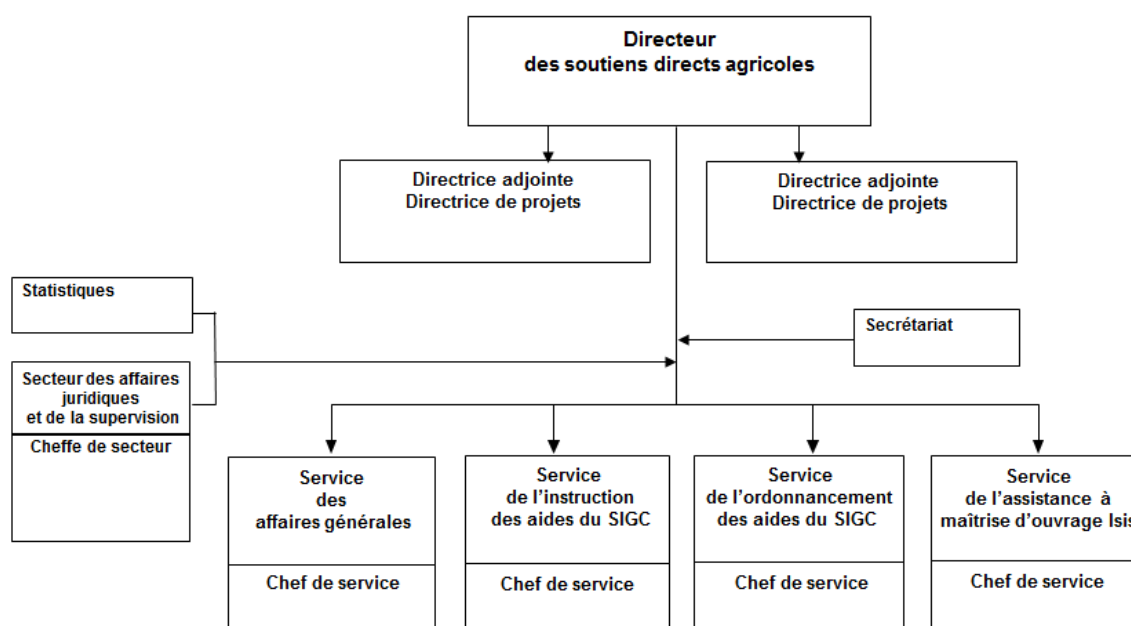 Directeur
des soutiens directs agricoles
Directrice adjointe
Directrice de projets
Directrice adjointe
Directrice de projets
Statistiques
Secrétariat
Secteur des affaires
juridiques
et de la supervision
Cheffe de secteur
Service
des
affaires générales
Chef de service
Service
de l’instruction
des aides du SIGC
Chef de service
Service
de l’ordonnancement
des aides du SIGC
Chef de service
Service
de l’assistance à
maîtrise d’ouvrage Isis
Chef de service